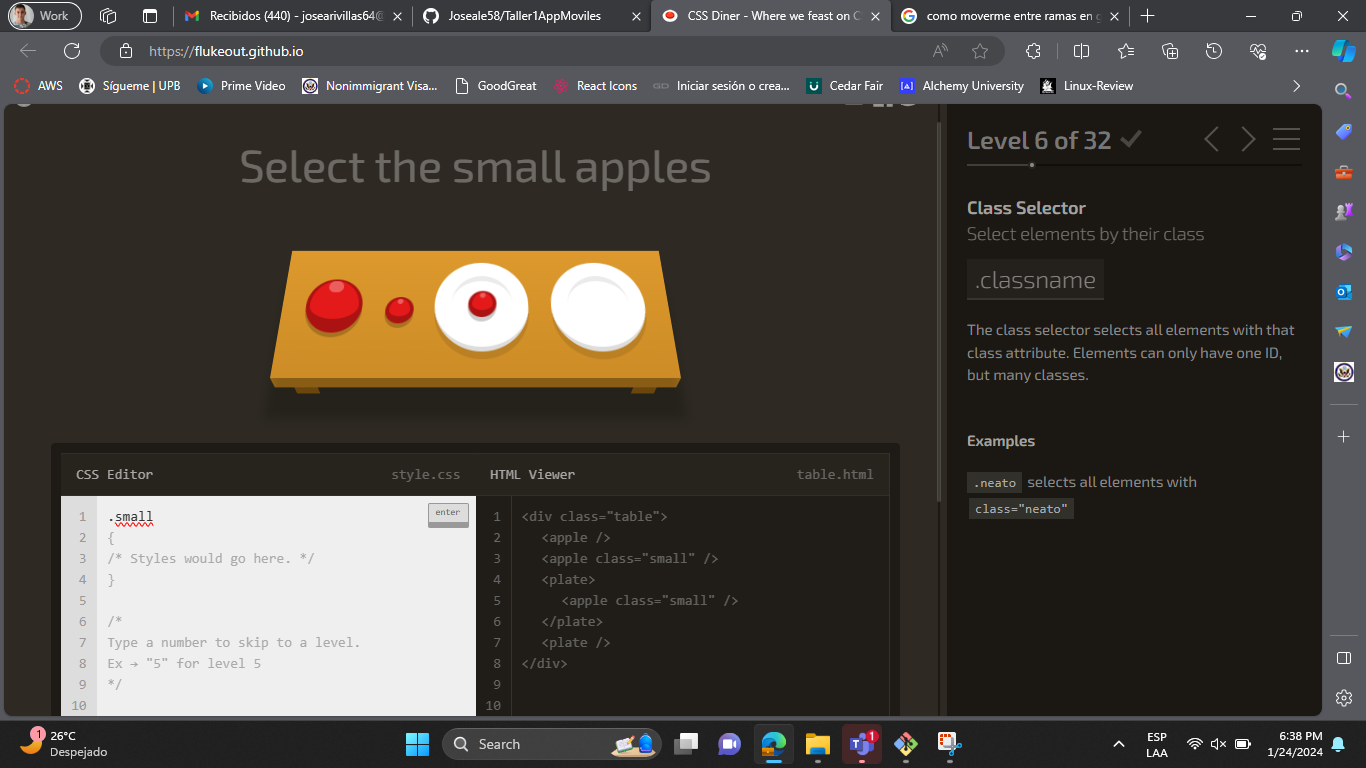 Work
Recibidos (440) - josearivillas64@
Joseale58/Taller1AppMoviles
CSS Diner - Where we feast on C
como moverme entre ramas en g
https://flukeout.github.io
AWS
Sígueme | UPB
Prime Video
Nonimmigrant Visa...
GoodGreat
React Icons
Iniciar sesión o crea...
Cedar Fair
Alchemy University
Linux-Review
Select the small apples
Level 6 of 32
Class Selector
Select elements by their class
.classname
The class selector selects all elements with that
class attribute. Elements can only have one ID,
but many classes.
Examples
.neato selects all elements with
class="neato"
CSS Editor
style.css
HTML Viewer
table.html
enter
1 .small
2 {
3 /* Styles would go here. */
4 }
5
6 /*
7 Type a number to skip to a level.
8 Ex → "5" for level 5
9 */
10
1 <div class="table">
2 <apple />
3 <apple class="small" />
4 <plate>
5 <apple class="small" />
6 </plate>
7 <plate />
8 </div>
9
10
1
26°C
Despejado
Search
1
ESP
LAA
6:38 PM
1/24/2024